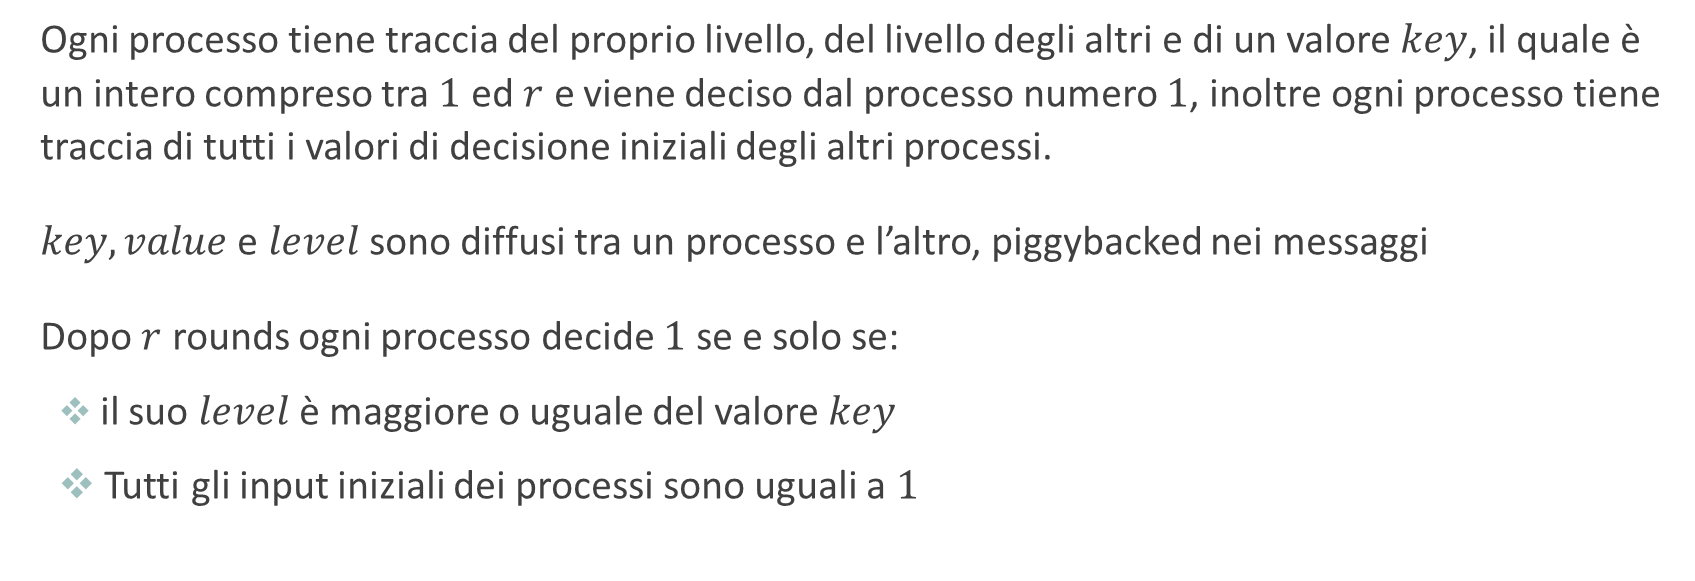 Ogni processo tiene traccia del proprio livello, del livello degli altri e di un valore key, il quale è
un intero compreso tra 1 ed r e viene deciso dal processo numero 1, inoltre ogni processo tiene
traccia di tutti i valori di decisione iniziali degli altri processi.
key, value e level sono diffusi tra un processo e l'altro, piggybacked nei messaggi
Dopo r rounds ogni processo decide 1 se e solo se:
❖ il suo level è maggiore o uguale del valore key
❖ Tutti gli input iniziali dei processi sono uguali a 1